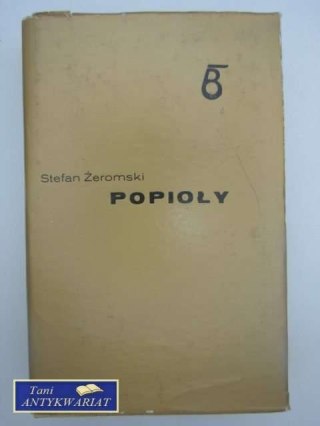 Stefan Żeromski
POPIOŁY
Tani
ANTYKWARIAT